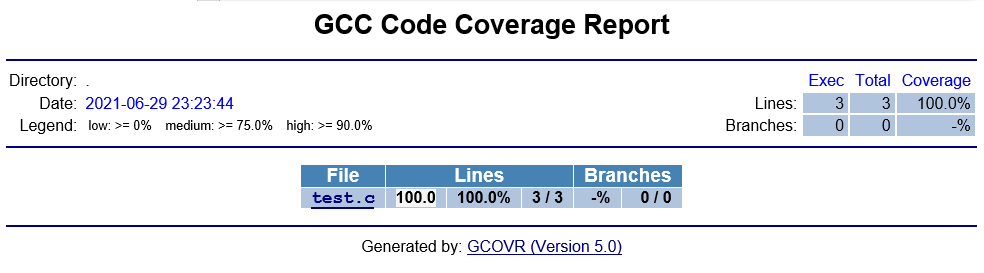 GCC Code Coverage Report
Directory: .
Date: 2021-06-29 23:23:44
Legend: low: >= 0% medium: >= 75.0% high: >= 90.0%
Exec Total Coverage
Lines: 3 3 100.0%
Branches: 0 0 -%
File Lines Branches
test.c 100.0 100.0% 3 / 3 -% 0 / 0
Generated by: GCOVR (Version 5.0)